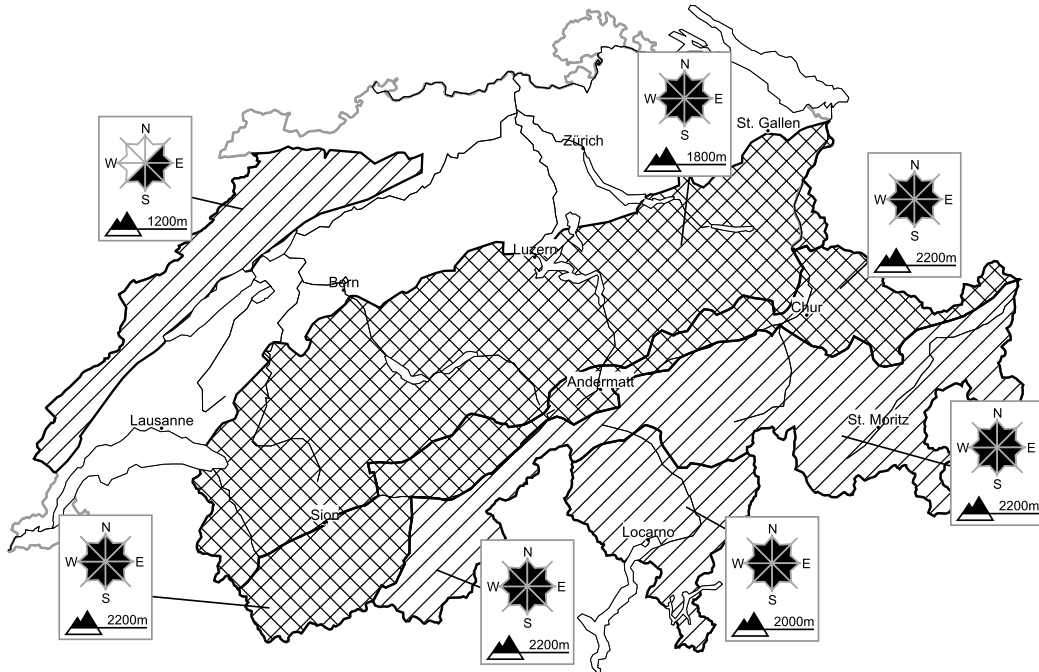 N
W E
S
1800m
St. Gallen
Zürich
N
W E
S
1200m
N
W E
S
2200m
Luzern
Bern
Chur
Andermatt
Lausanne
St. Moritz
N
W E
S
2200m
Sion
Locarno
N
W E
S
2200m
N
W E
S
2200m
N
W E
S
2000m